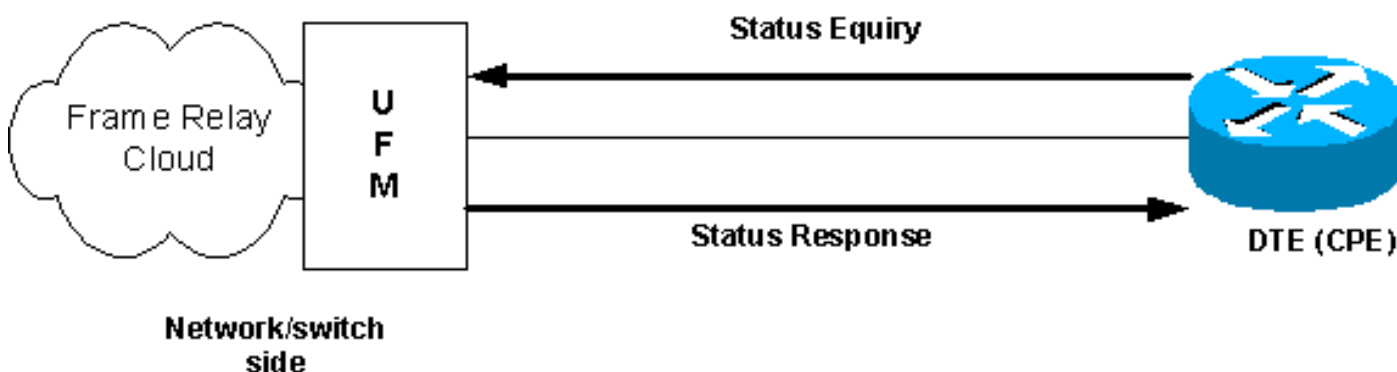 Status Equiry
Frame Relay
Cloud
U
F
M
Status Response
DTE (CPE)
Network/switch
side